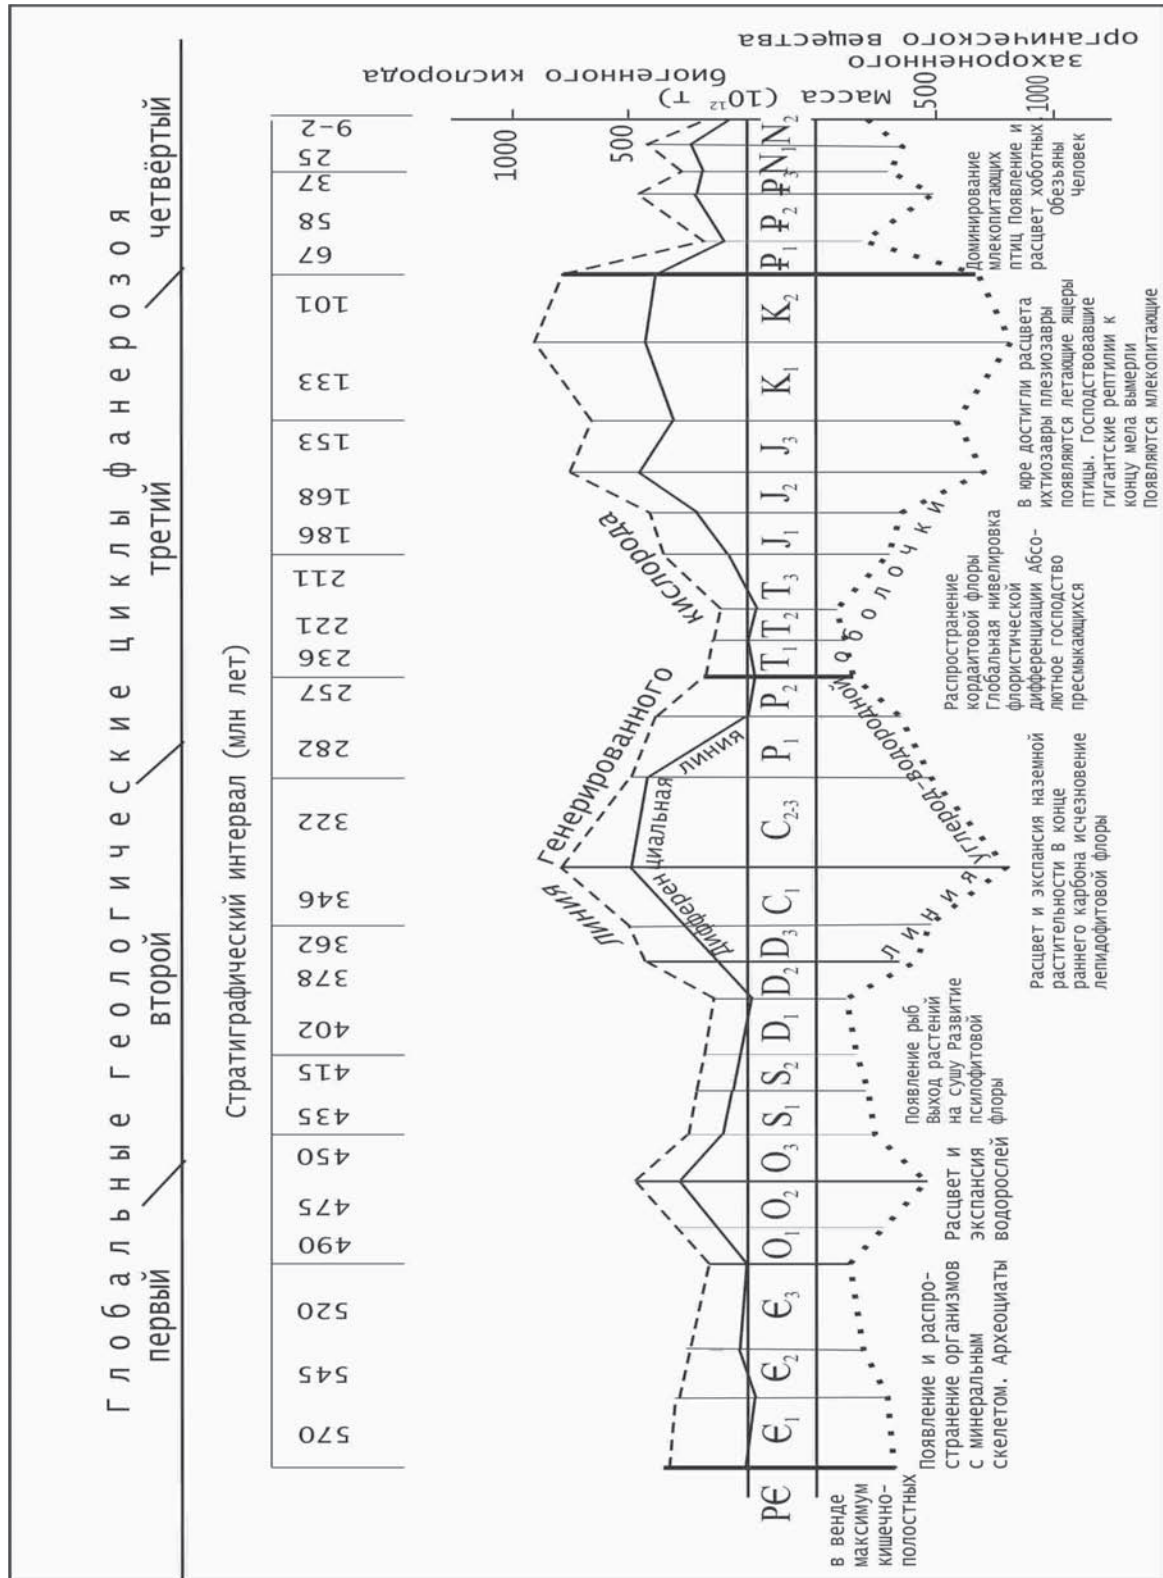 Глобальные геологические циклы фанерозоя
первый
второй
третий
четвёртый
Стратиграфический интервал (млн лет)
570
545
520
490
475
450
435
415
402
378
362
346
322
282
257
236
221
211
186
168
153
133
101
67
58
37
25
9-2
биогенного кислорода
1000
500
Масса (10¹² т)
500
1000
захороненного
органического вещества
Линия генерированного кислорода
Дифференциальная линия
РЄ
Є₁
Є₂
Є₃
O₁
O₂
O₃
S₁
S₂
D₁
D₂
D₃
C₁
C₂₋₃
P₁
P₂
T₁
T₂
T₃
J₁
J₂
J₃
K₁
K₂
Ꝑ₁
Ꝑ₂
Ꝑ₃
N₁
N₂
Линия углерод-водородной оболочки
В венде
максимум
кишечно-
полостных
Появление и распро-
странение организмов
с минеральным
скелетом. Археоциаты
Расцвет и
экспансия
водорослей
Появление рыб
Выход растений
на сушу Развитие
псилофитовой
флоры
Расцвет и экспансия наземной
растительности В конце
раннего карбона исчезновение
лепидофитовой флоры
Распространение
кордаитовой флоры
Глобальная нивелировка
флористической
дифференциации Абсо-
лютное господство
пресмыкающихся
В юре достигли расцвета
ихтиозавры плезиозавры
появляются летающие ящеры
птицы. Господствовавшие
гигантские рептилии к
концу мела вымерли
Появляются млекопитающие
Доминирование
млекопитающих
птиц Появление и
расцвет хоботных
Обезьяны
Человек